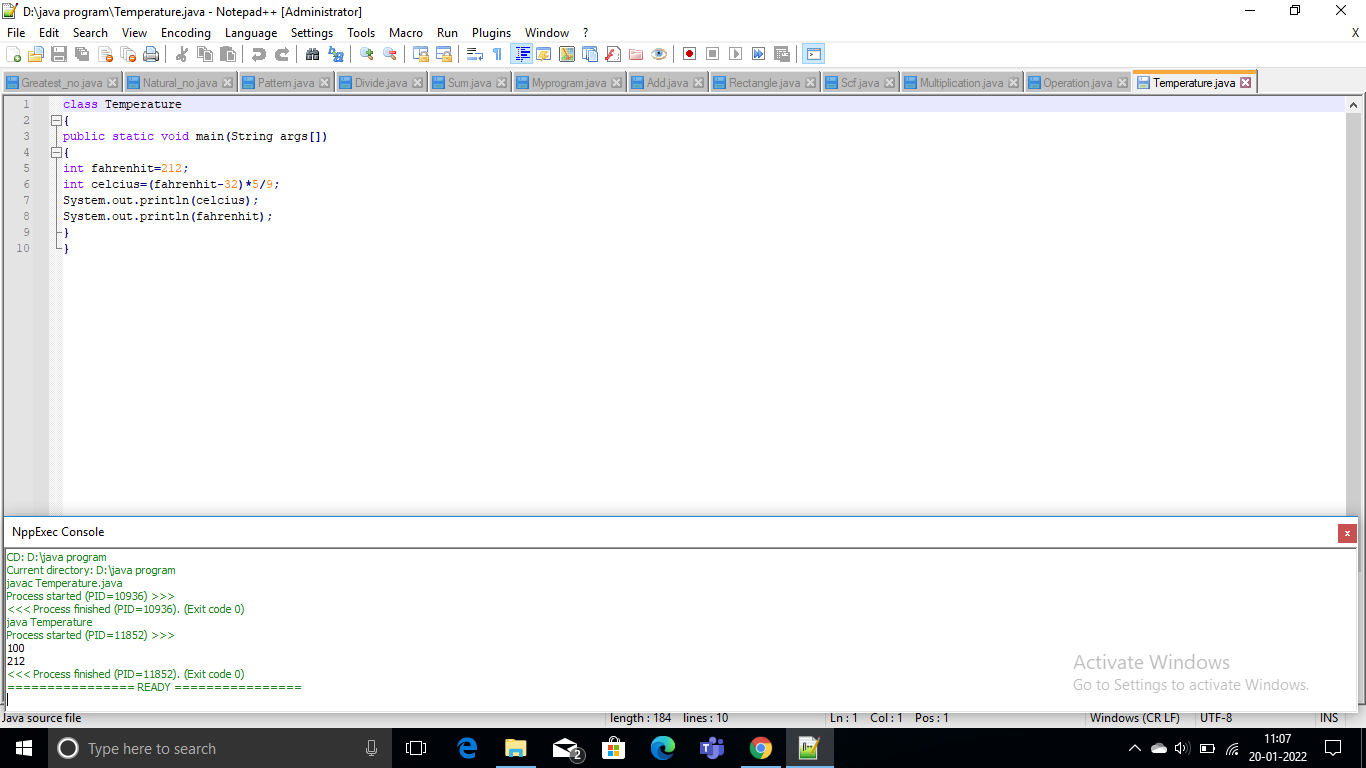 D:\java program\Temperature.java - Notepad++ [Administrator]
File Edit Search View Encoding Language Settings Tools Macro Run Plugins Window ? X
Greatest_no.java Natural_no.java Pattern.java Divide.java Sum.java Myprogram.java Add.java Rectangle.java Scf.java Multiplication.java Operation.java Temperature.java
1 class Temperature
2 {
3 public static void main(String args[])
4 {
5 int fahrenhit=212;
6 int celcius=(fahrenhit-32)*5/9;
7 System.out.println(celcius);
8 System.out.println(fahrenhit);
9 }
10 }
NppExec Console x
CD: D:\java program
Current directory: D:\java program
javac Temperature.java
Process started (PID=10936) >>>
<<< Process finished (PID=10936). (Exit code 0)
java Temperature
Process started (PID=11852) >>>
100
212
<<< Process finished (PID=11852). (Exit code 0)
================ READY ================
Activate Windows
Go to Settings to activate Windows.
Java source file length : 184 lines : 10 Ln : 1 Col : 1 Pos : 1 Windows (CR LF) UTF-8 INS
Type here to search 2 11:07
20-01-2022